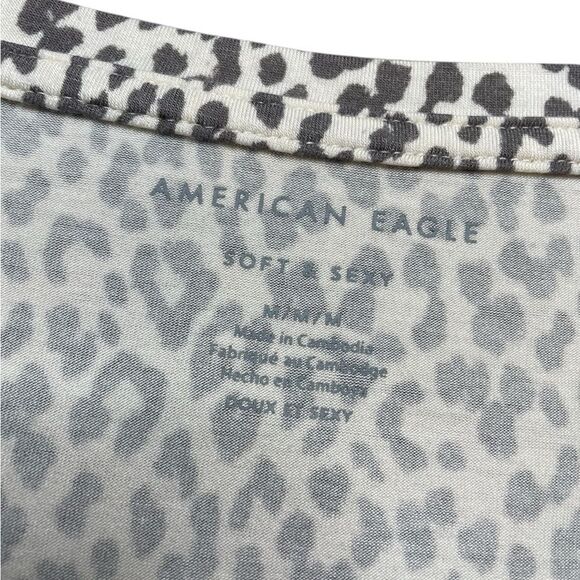 AMERICAN EAGLE
SOFT & SEXY
M/M/M
Made in Cambodia
Fabriqué au Cambodge
Hecho en Camboya
DOUX ET SEXY